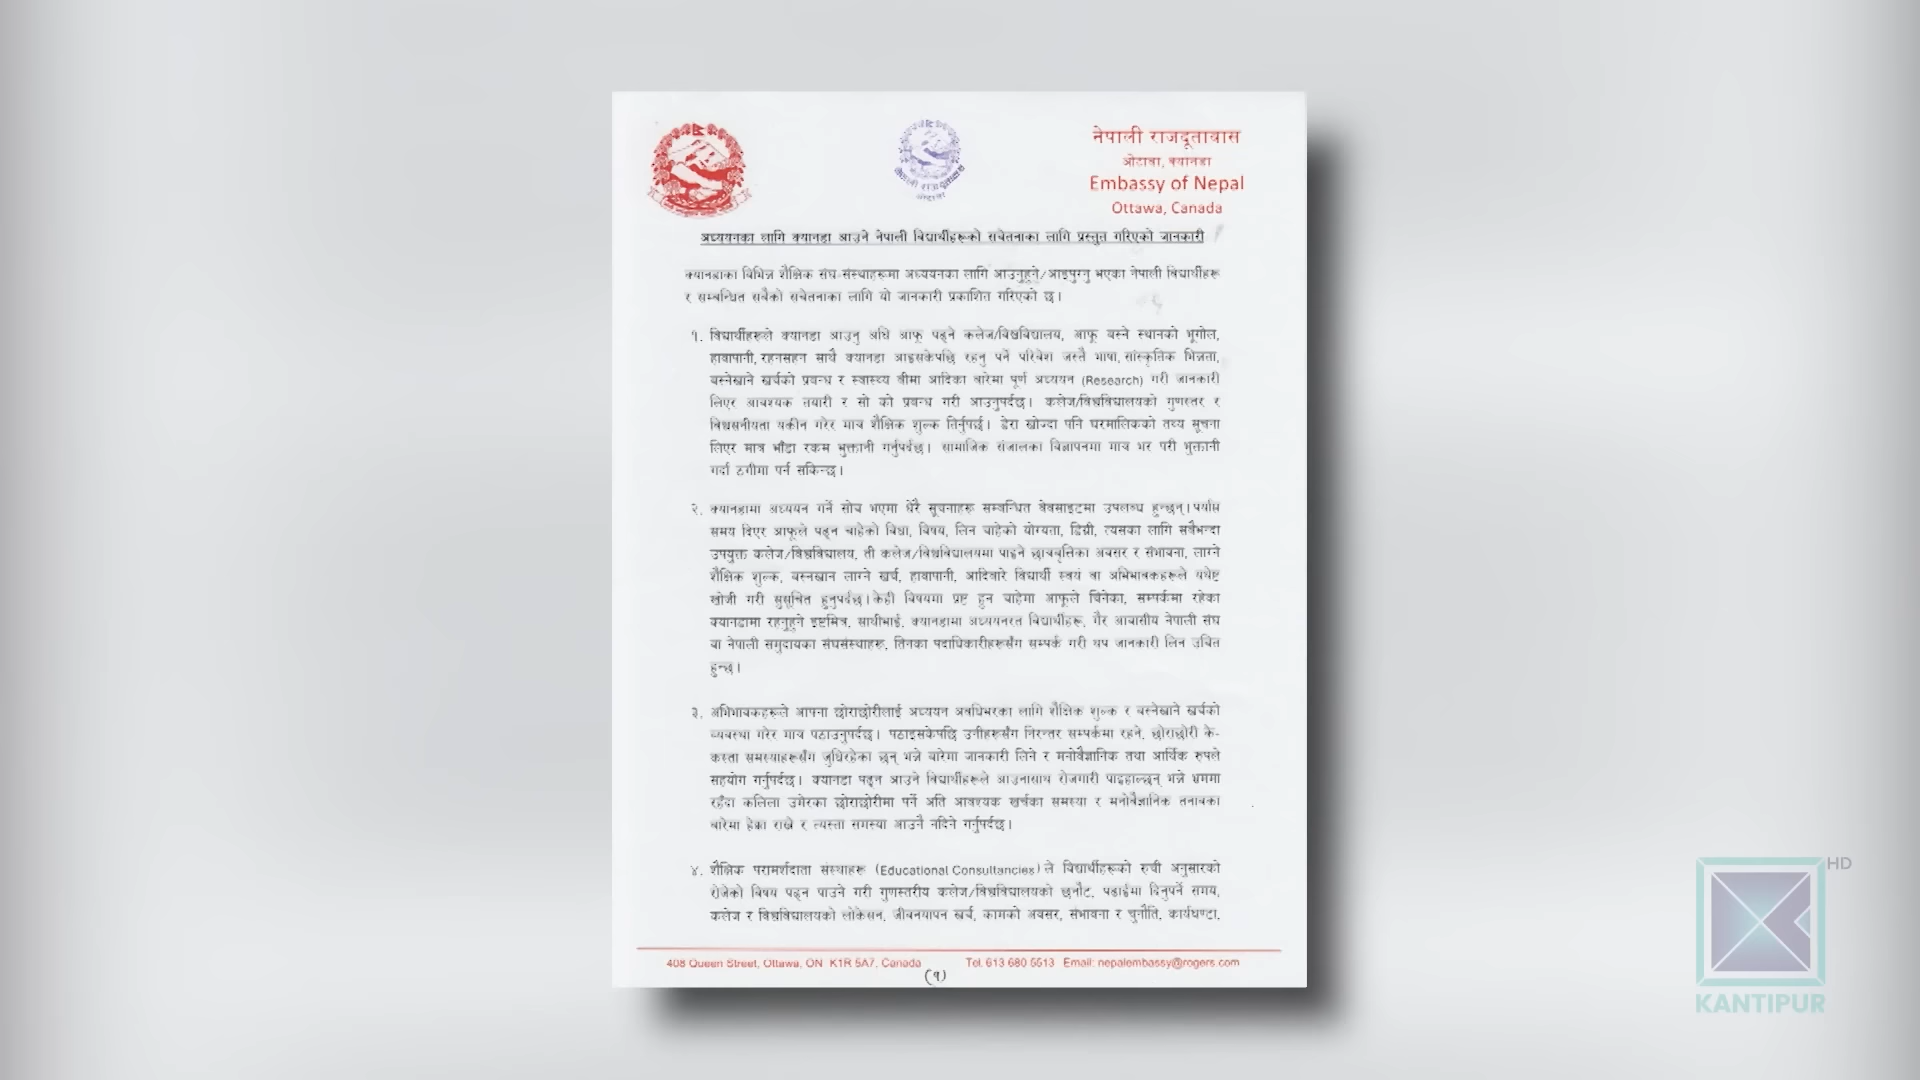 नेपाली राजदूतावास
ओटावा, क्यानडा
Embassy of Nepal
Ottawa, Canada
अध्ययनका लागि क्यानडा आउने नेपाली विद्यार्थीहरूको सचेतनाका लागि प्रस्तुत गरिएको जानकारी
क्यानडाका विभिन्न शैक्षिक संघ संस्थाहरूमा अध्ययनका लागि आउनुहुने/आइपुग्नु भएका नेपाली विद्यार्थीहरू
र सम्बन्धित सबैको सचेतनाका लागि यो जानकारी प्रकाशित गरिएको छ।
१. विद्यार्थीहरूले क्यानडा आउनु अघि आफू पढ्ने कलेज/विश्वविद्यालय, आफू बस्ने स्थानको भूगोल,
हावापानी, रहनसहन साथै क्यानडा आइसकेपछि रहनु पर्ने परिवेश जस्तै भाषा, सांस्कृतिक भिन्नता,
बस्नेखाने खर्चको प्रबन्ध र स्वास्थ्य बीमा आदिका बारेमा पूर्ण अध्ययन (Research) गरी जानकारी
लिएर आवश्यक तयारी र सो को प्रबन्ध गरी आउनुपर्दछ। कलेज/विश्वविद्यालयको गुणस्तर र
विश्वसनीयता यकीन गरेर मात्र शैक्षिक शुल्क तिर्नुपर्छ। डेरा खोज्दा पनि घरमालिकको तथ्य सूचना
लिएर मात्र भाँडा रकम भुक्तानी गर्नुपर्दछ। सामाजिक संजालका विज्ञापनमा मात्र भर परी भुक्तानी
गर्दा ठगीमा पर्न सकिन्छ।
२. क्यानडामा अध्ययन गर्ने सोच भएमा धेरै सूचनाहरू सम्बन्धित वेवसाइटमा उपलब्ध हुन्छन्। पर्याप्त
समय दिएर आफूले पढ्न चाहेको विधा, विषय, लिन चाहेको योग्यता, डिग्री, त्यसका लागि सबैभन्दा
उपयुक्त कलेज/विश्वविद्यालय, ती कलेज/विश्वविद्यालयमा पाइने छात्रवृत्तिका अवसर र संभावना, लाग्ने
शैक्षिक शुल्क, बस्नखान लाग्ने खर्च, हावापानी, आदिबारे विद्यार्थी स्वयं वा अभिभावकहरूले यथेष्ट
खोजी गरी सुसूचित हुनुपर्दछ। केही विषयमा प्रष्ट हुन चाहेमा आफूले चिनेका, सम्पर्कमा रहेका
क्यानडामा रहनुहुने इष्टमित्र, साथीभाई, क्यानडामा अध्ययनरत विद्यार्थीहरू, गैर आवासीय नेपाली संघ
वा नेपाली समुदायका संघसंस्थाहरू, तिनका पदाधिकारीहरूसँग सम्पर्क गरी थप जानकारी लिन उचित
हुन्छ।
३. अभिभावकहरूले आफ्ना छोराछोरीलाई अध्ययन अवधिभरका लागि शैक्षिक शुल्क र बस्नेखाने खर्चको
व्यवस्था गरेर मात्र पठाउनुपर्दछ। पठाइसकेपछि उनीहरूसँग निरन्तर सम्पर्कमा रहने, छोराछोरी के-
कस्ता समस्याहरूसँग जुधिरहेका छन् भन्ने बारेमा जानकारी लिने र मनोवैज्ञानिक तथा आर्थिक रुपले
सहयोग गर्नुपर्दछ। क्यानडा पढ्न आउने विद्यार्थीहरूले आउनासाथ रोजगारी पाइहाल्छन् भन्ने भ्रममा
रहँदा कलिला उमेरका छोराछोरीमा पर्ने अति आवश्यक खर्चका समस्या र मनोवैज्ञानिक तनावका
बारेमा हेक्का राख्ने र त्यस्ता समस्या आउनै नदिने गर्नुपर्दछ।
४. शैक्षिक परामर्शदाता संस्थाहरू (Educational Consultancies) ले विद्यार्थीहरूको रुची अनुसारको
रोजेको विषय पढ्न पाउने गरी गुणस्तरीय कलेज/विश्वविद्यालयको छनौट, पढाईमा दिनुपर्ने समय,
कलेज र विश्वविद्यालयको लोकेसन, जीवनयापन खर्च, कामको अवसर, संभावना र चुनौति, कार्यघण्टा,
408 Queen Street, Ottawa, ON K1R 5A7, Canada Tel. 613 680 5513 Email: nepalembassy@rogers.com
(१)
HD
KANTIPUR